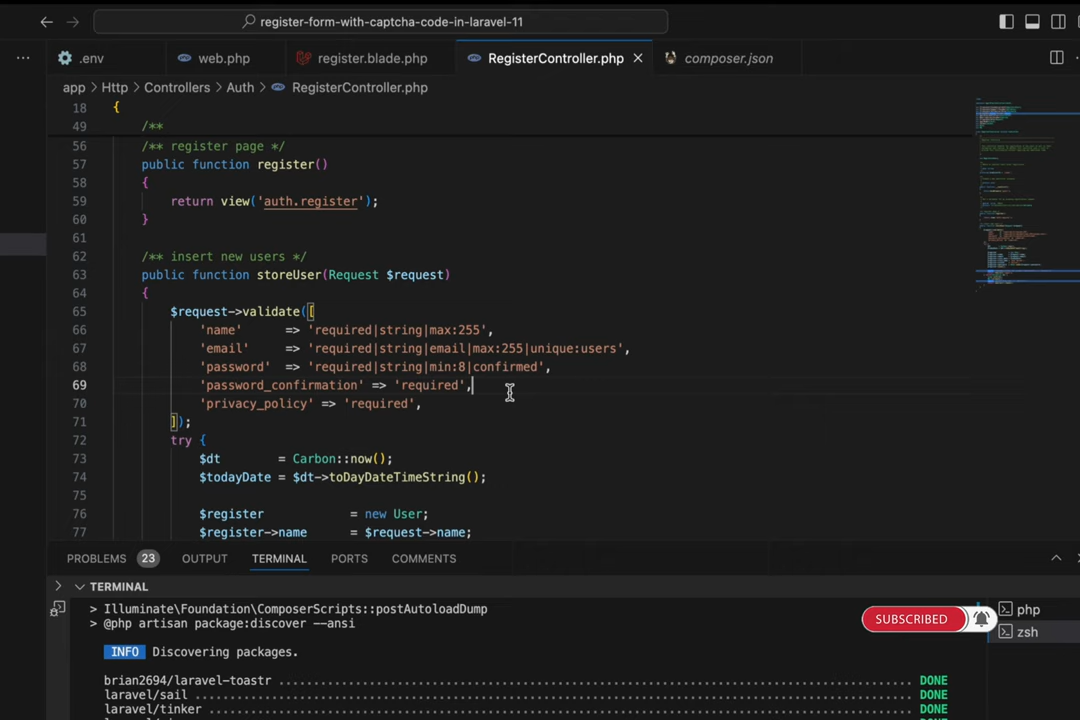 register-form-with-captcha-code-in-laravel-11
.env web.php register.blade.php RegisterController.php composer.json
app > Http > Controllers > Auth > RegisterController.php
18 {
49 /**
56 /** register page */
57 public function register()
58 {
59 return view('auth.register');
60 }
61
62 /** insert new users */
63 public function storeUser(Request $request)
64 {
65 $request->validate([
66 'name' => 'required|string|max:255',
67 'email' => 'required|string|email|max:255|unique:users',
68 'password' => 'required|string|min:8|confirmed',
69 'password_confirmation' => 'required',
70 'privacy_policy' => 'required',
71 ]);
72 try {
73 $dt = Carbon::now();
74 $todayDate = $dt->toDayDateTimeString();
75
76 $register = new User;
77 $register->name = $request->name;
PROBLEMS 23 OUTPUT TERMINAL PORTS COMMENTS
TERMINAL
> Illuminate\Foundation\ComposerScripts::postAutoloadDump
> @php artisan package:discover --ansi
INFO Discovering packages.
brian2694/laravel-toastr DONE
laravel/sail DONE
laravel/tinker DONE
SUBSCRIBED
php
zsh